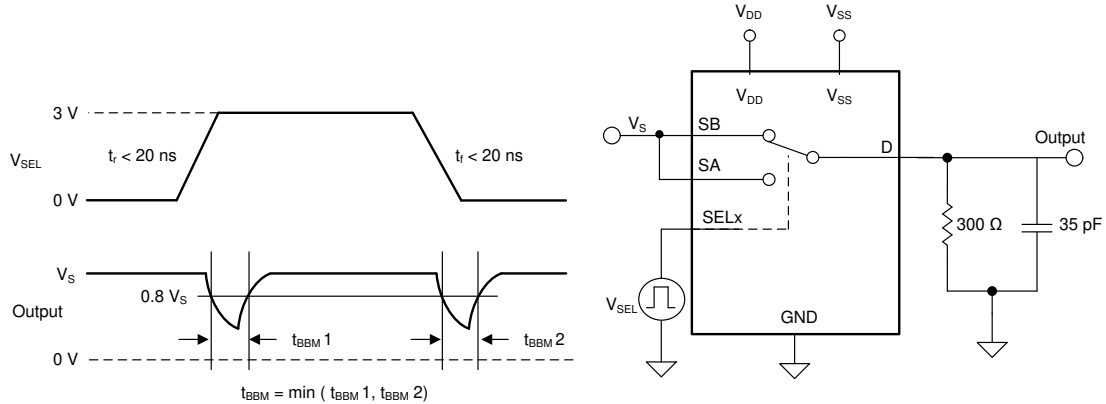 3 V
V_SEL
t_r < 20 ns
t_f < 20 ns
0 V
V_S
0.8 V_S
Output
t_BBM 1
t_BBM 2
0 V
t_BBM = min ( t_BBM 1, t_BBM 2)
V_DD
V_SS
V_DD
V_SS
V_S
SB
D
Output
SA
SELx
300 Ω
35 pF
V_SEL
GND